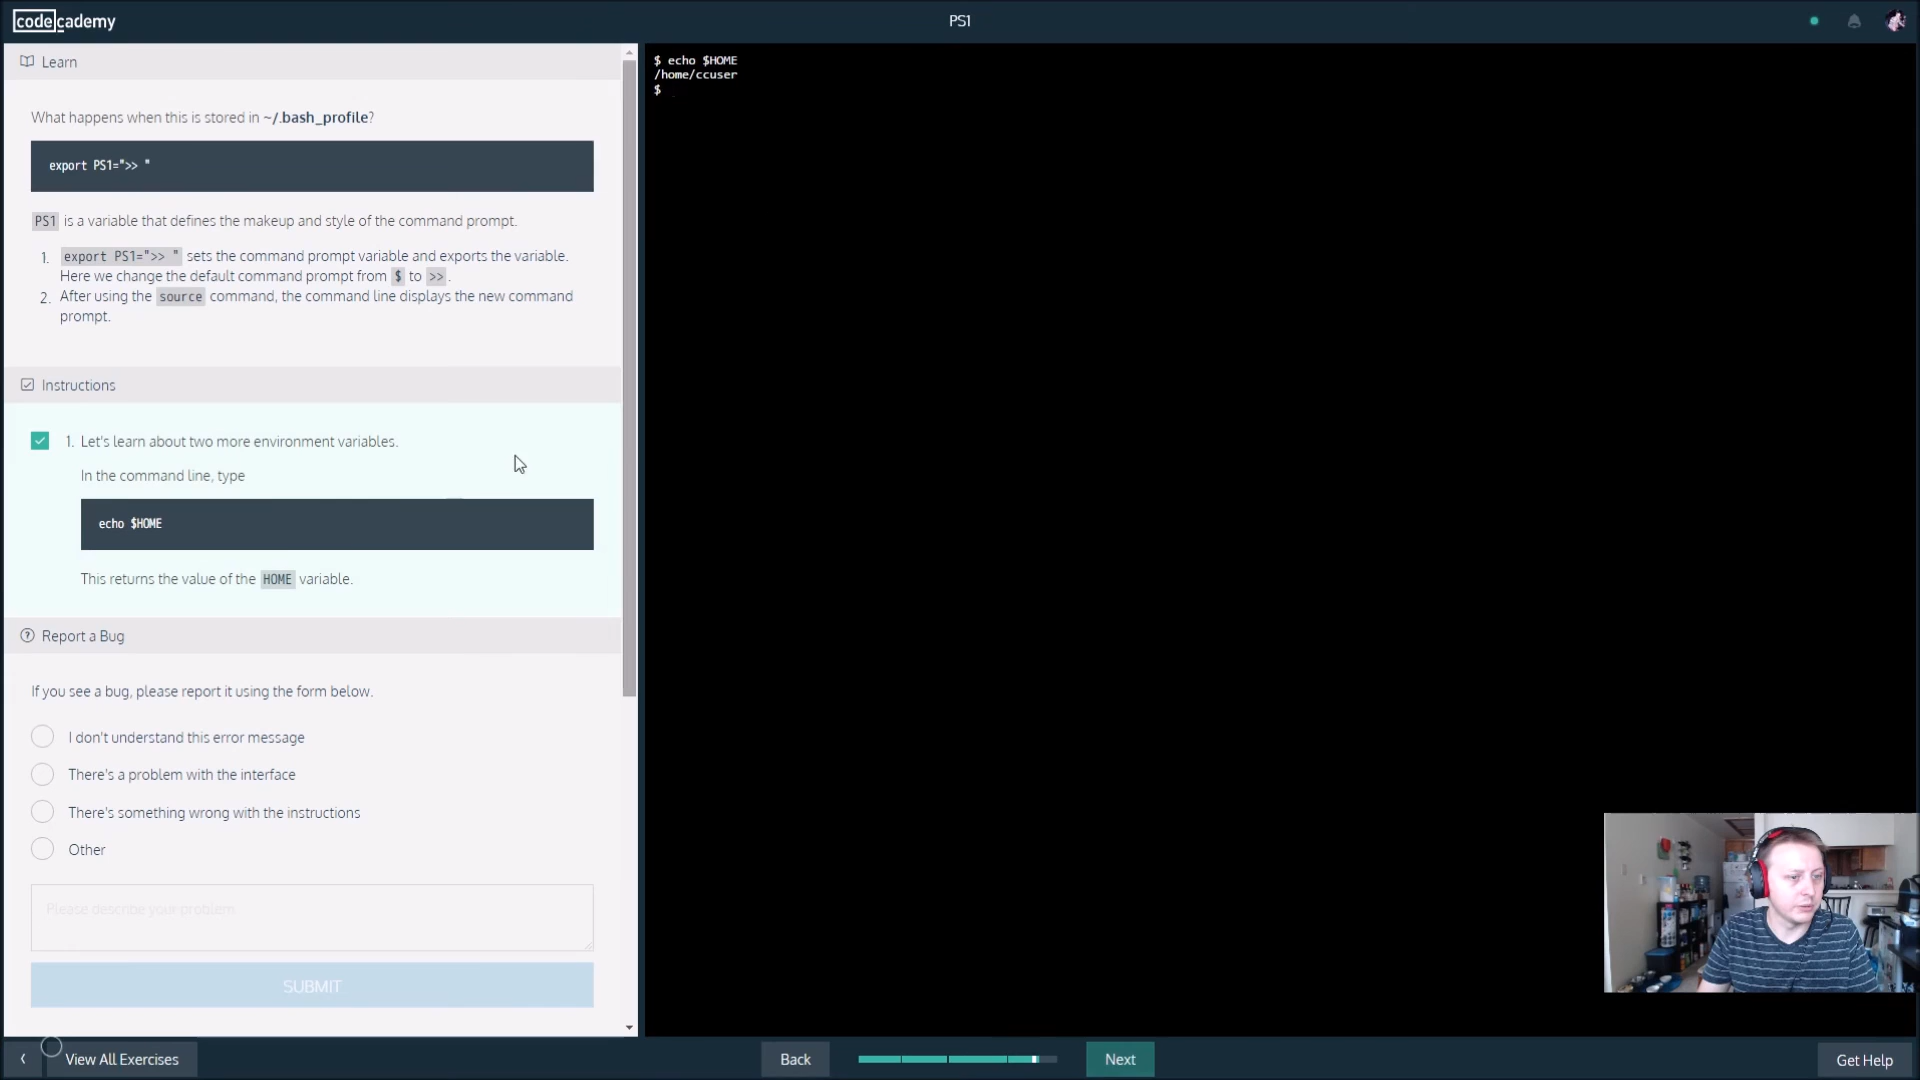 codecademy
PS1
Learn
What happens when this is stored in ~/.bash_profile?
export PS1=">> "
PS1 is a variable that defines the makeup and style of the command prompt.
1. export PS1=">> " sets the command prompt variable and exports the variable.
Here we change the default command prompt from $ to >>.
2. After using the source command, the command line displays the new command
prompt.
Instructions
1. Let's learn about two more environment variables.
In the command line, type
echo $HOME
This returns the value of the HOME variable.
Report a Bug
If you see a bug, please report it using the form below.
I don't understand this error message
There's a problem with the interface
There's something wrong with the instructions
Other
Please describe your problem
SUBMIT
$ echo $HOME
/home/ccuser
$
View All Exercises
Back
Next
Get Help